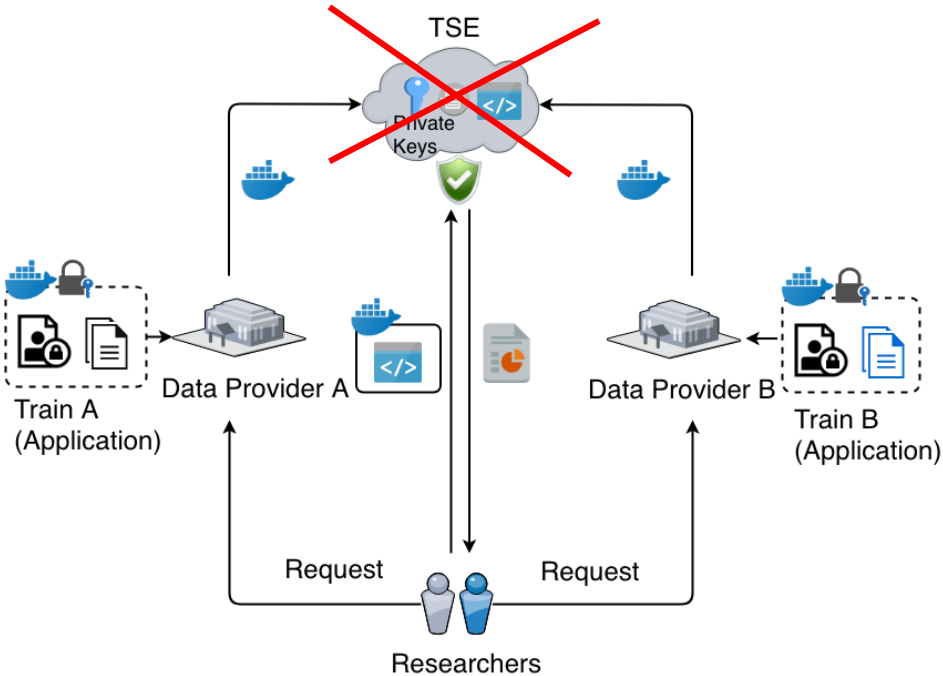 TSE
</>
Private
Keys
Data Provider A
</>
Data Provider B
Train A
(Application)
Train B
(Application)
Request
Request
Researchers